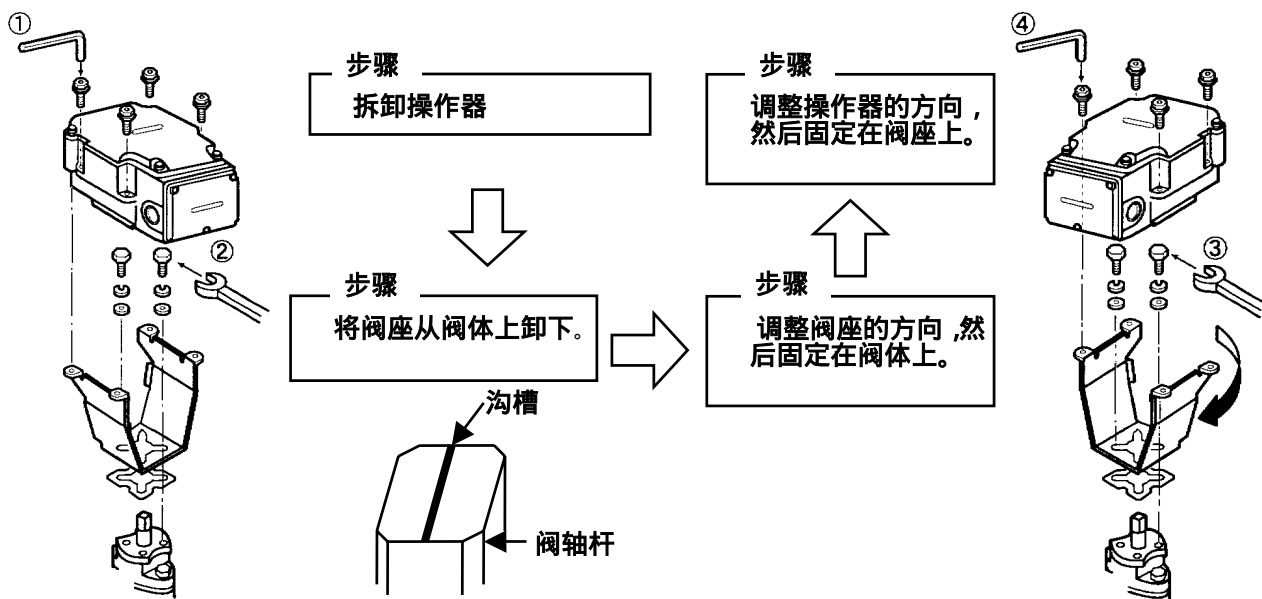 ①
步骤
拆卸操作器
②
步骤
将阀座从阀体上卸下。
沟槽
阀轴杆
步骤
调整阀座的方向,然
后固定在阀体上。
③
步骤
调整操作器的方向,
然后固定在阀座上。
④